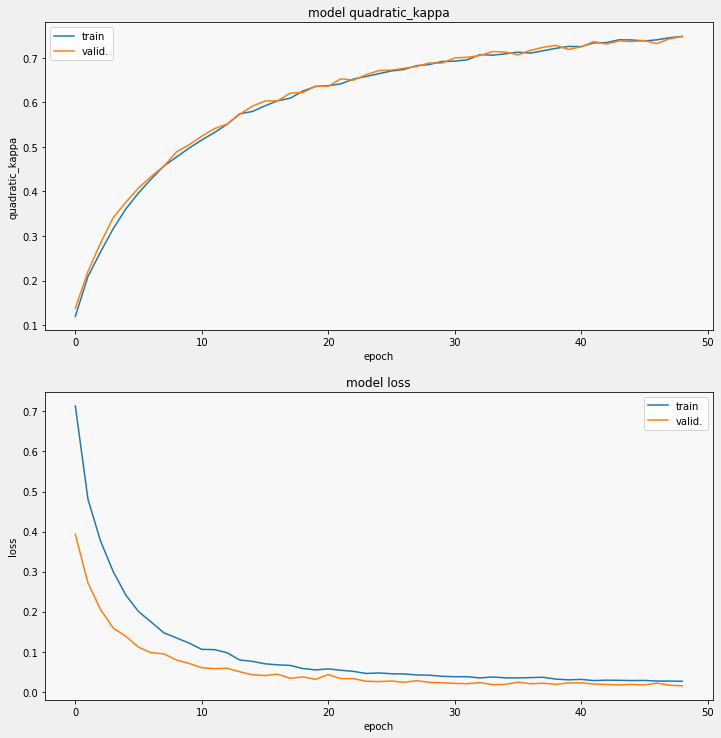 model quadratic_kappa
train
valid.
0.7
0.6
0.5
0.4
0.3
0.2
0.1
quadratic_kappa
0 10 20 30 40 50
epoch
model loss
train
valid.
0.7
0.6
0.5
0.4
0.3
0.2
0.1
0.0
loss
0 10 20 30 40 50
epoch